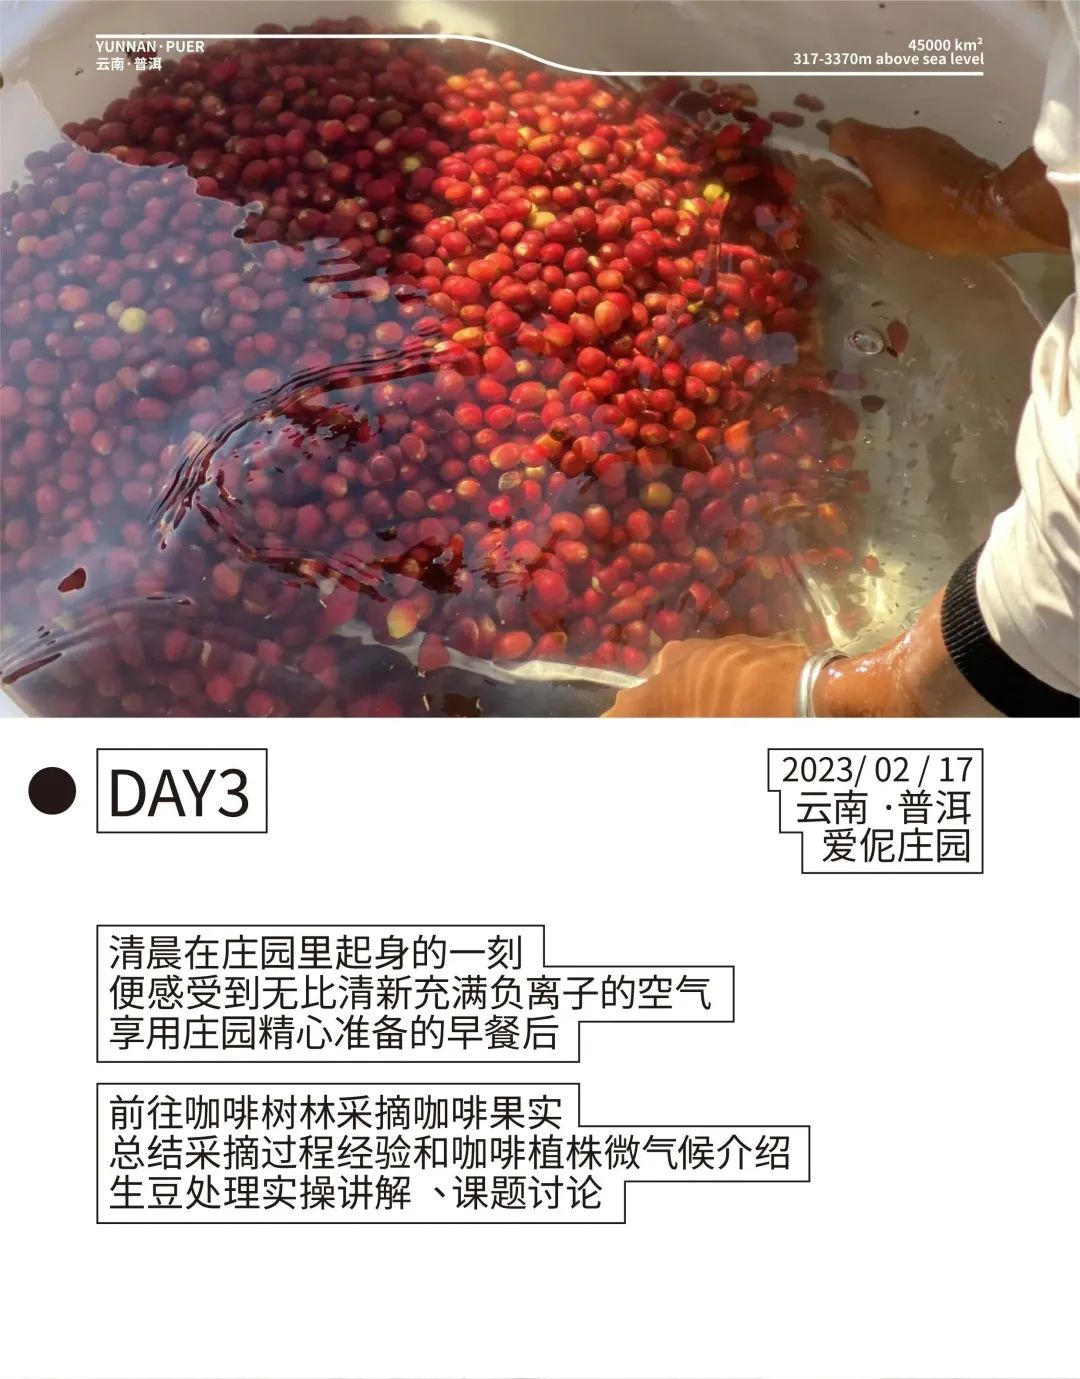 YUNNAN·PUER
云南·普洱
45000 km²
317-3370m above sea level
DAY3
2023/ 02 / 17
云南 ·普洱
爱伲庄园
清晨在庄园里起身的一刻
便感受到无比清新充满负离子的空气
享用庄园精心准备的早餐后
前往咖啡树林采摘咖啡果实
总结采摘过程经验和咖啡植株微气候介绍
生豆处理实操讲解 、课题讨论